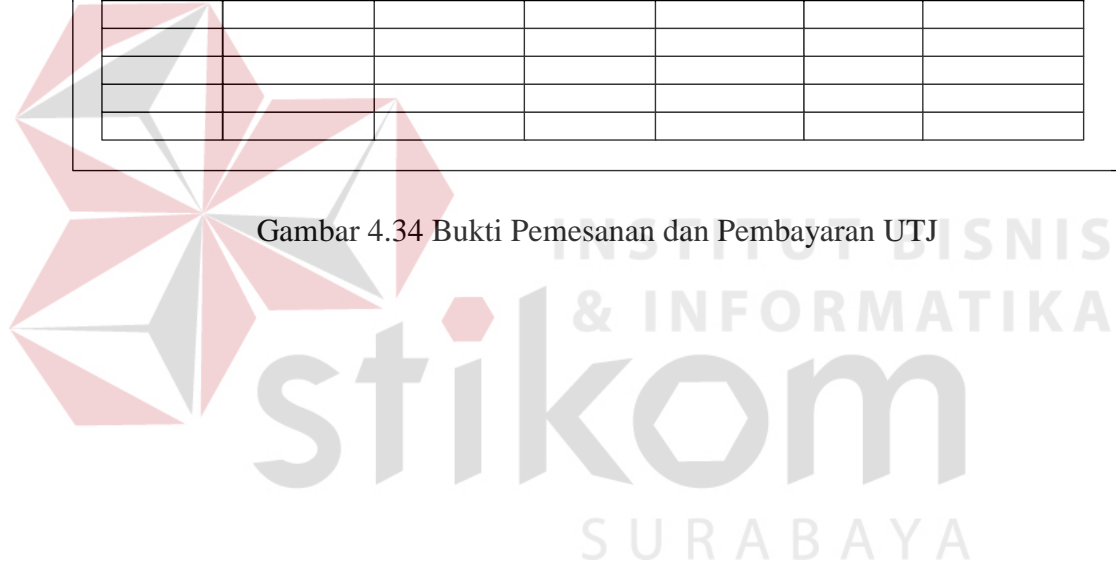 Gambar 4.34 Bukti Pemesanan dan Pembayaran UTJ
INSTITUT BISNIS
& INFORMATIKA
stikom
SURABAYA